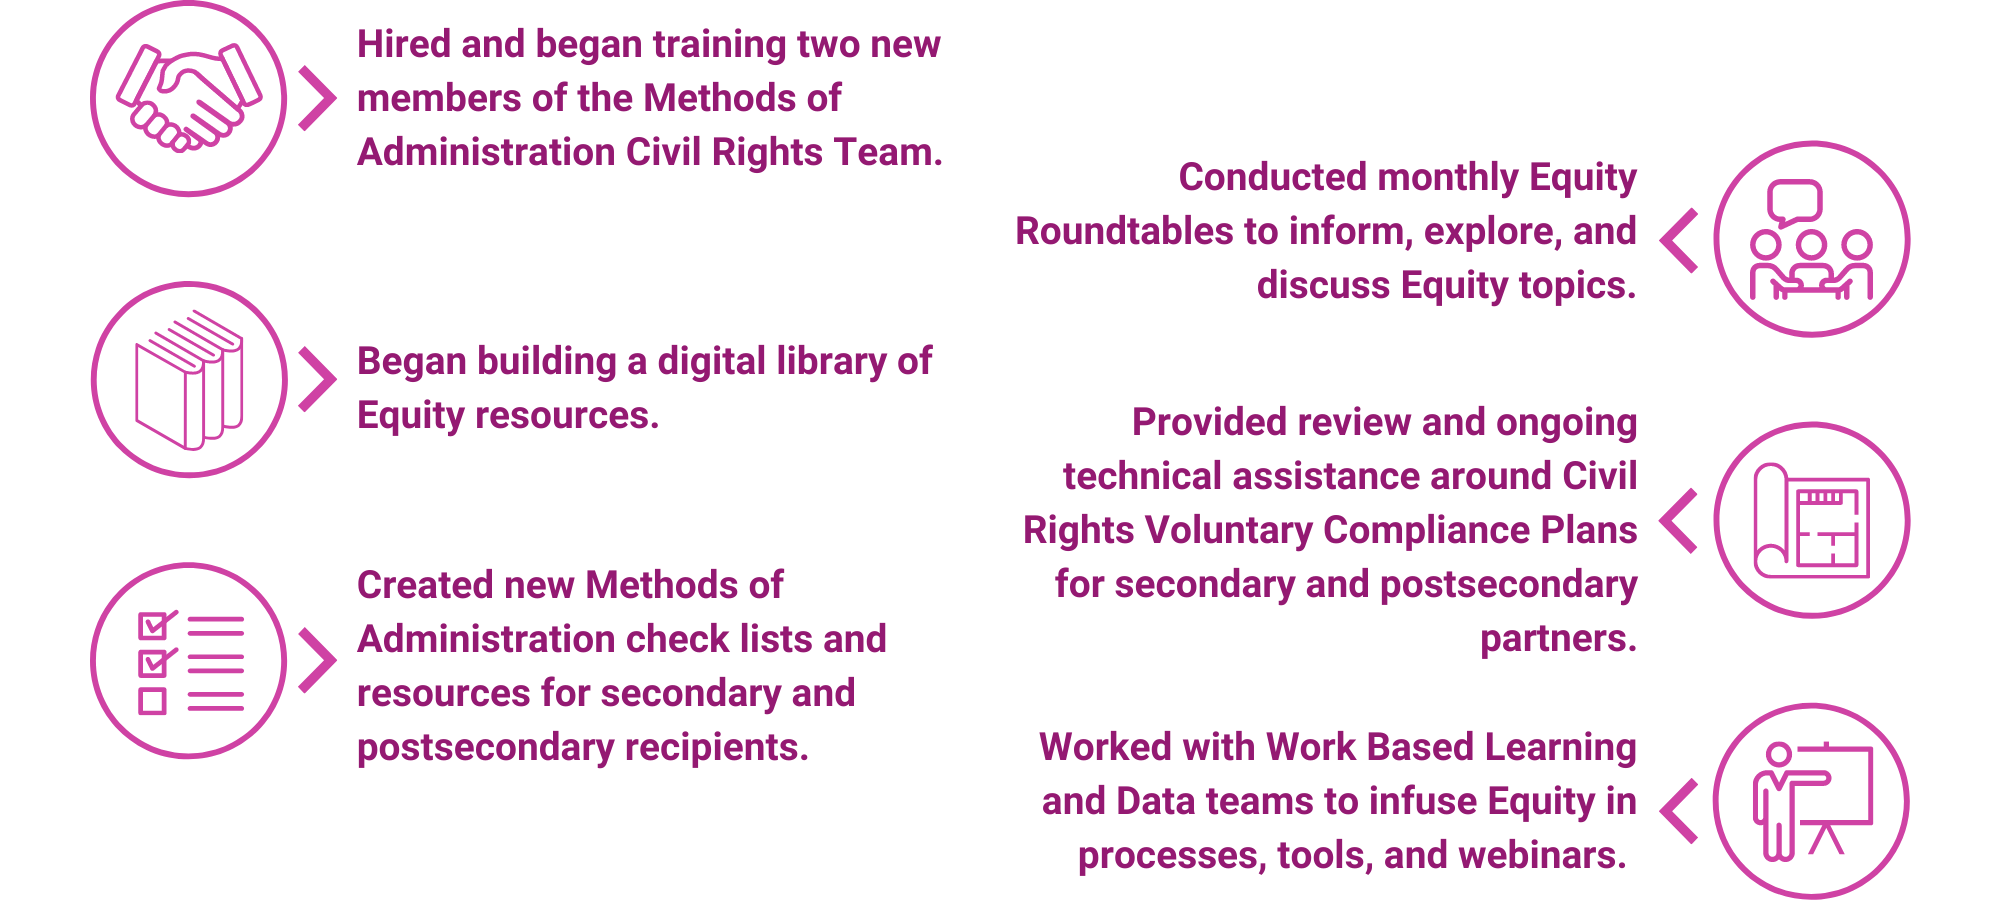 Hired and began training two new
members of the Methods of
Administration Civil Rights Team.
Began building a digital library of
Equity resources.
Created new Methods of
Administration check lists and
resources for secondary and
postsecondary recipients.
Conducted monthly Equity
Roundtables to inform, explore, and
discuss Equity topics.
Provided review and ongoing
technical assistance around Civil
Rights Voluntary Compliance Plans
for secondary and postsecondary
partners.
Worked with Work Based Learning
and Data teams to infuse Equity in
processes, tools, and webinars.